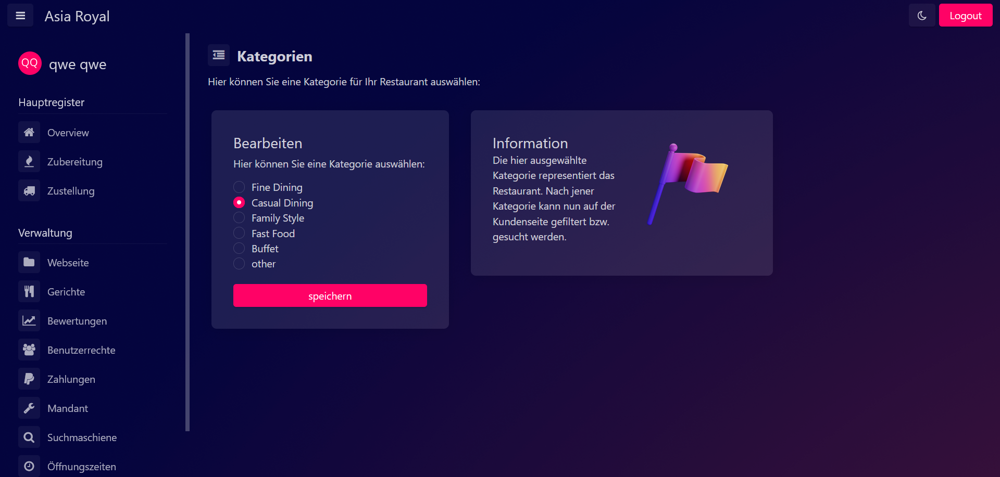 Asia Royal
Logout
QQ
qwe qwe
Hauptregister
Overview
Zubereitung
Zustellung
Verwaltung
Webseite
Gerichte
Bewertungen
Benutzerrechte
Zahlungen
Mandant
Suchmaschiene
Öffnungszeiten
Kategorien
Hier können Sie eine Kategorie für Ihr Restaurant auswählen:
Bearbeiten
Hier können Sie eine Kategorie auswählen:
Fine Dining
Casual Dining
Family Style
Fast Food
Buffet
other
speichern
Information
Die hier ausgewählte
Kategorie representiert das
Restaurant. Nach jener
Kategorie kann nun auf der
Kundenseite gefiltert bzw.
gesucht werden.